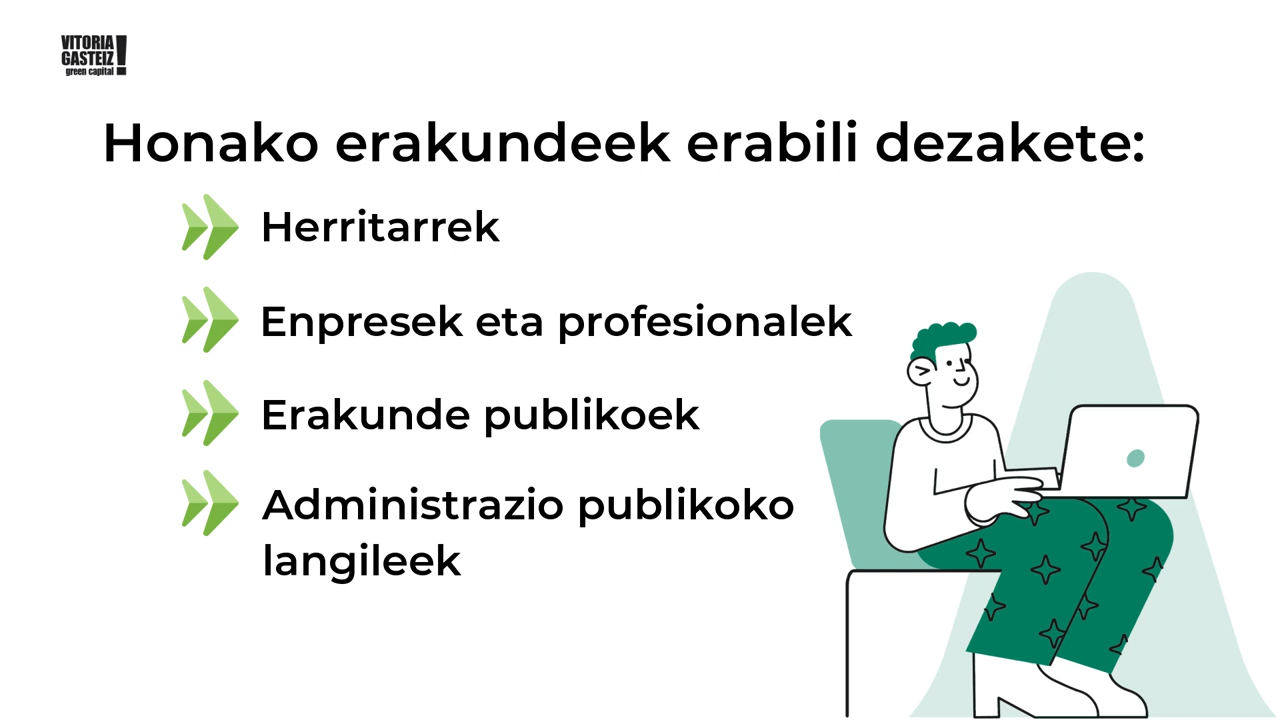 VITORIA
GASTEIZ!
green capital
Honako erakundeek erabili dezakete:
Herritarrek
Enpresek eta profesionalek
Erakunde publikoek
Administrazio publikoko
langileek